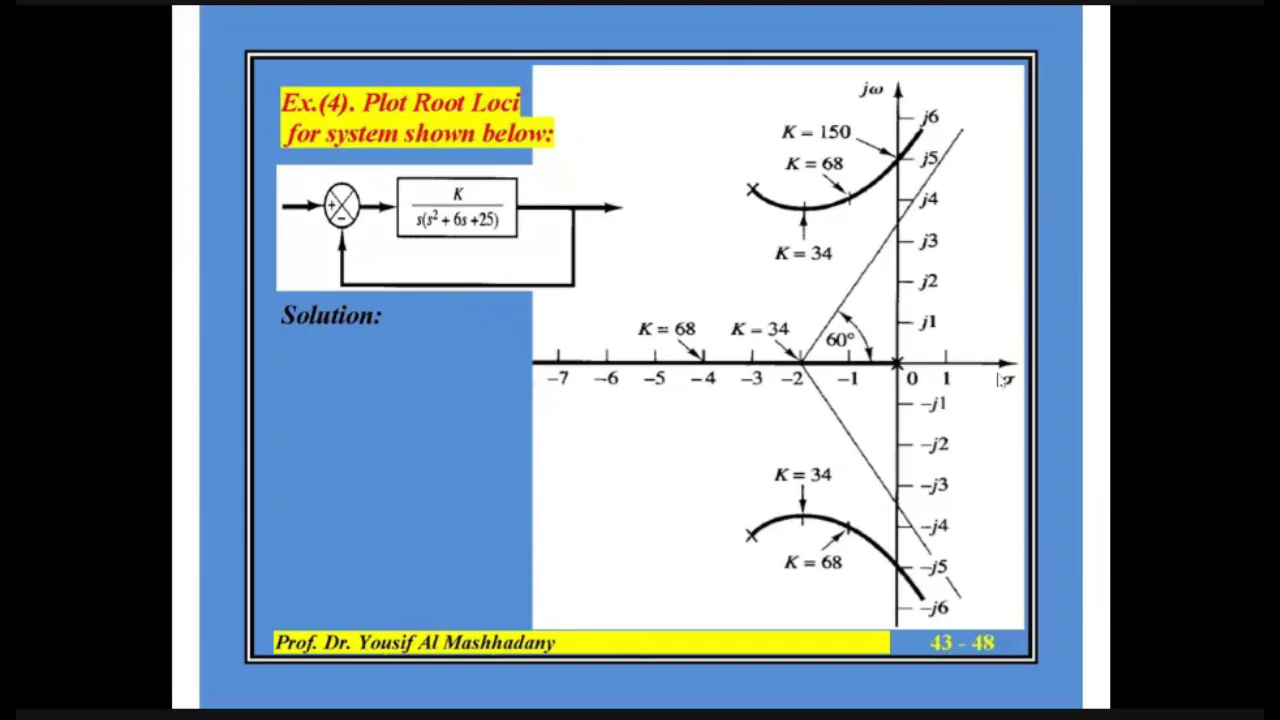 Ex.(4). Plot Root Loci
for system shown below:
K
s(s² + 6s +25)
+
−
Solution:
jω
j6
K = 150
j5
K = 68
j4
K = 34
j3
j2
j1
K = 68
K = 34
60°
−7 −6 −5 −4 −3 −2 −1 0 1 σ
−j1
−j2
K = 34
−j3
−j4
K = 68
−j5
−j6
Prof. Dr. Yousif Al Mashhadany
43 - 48